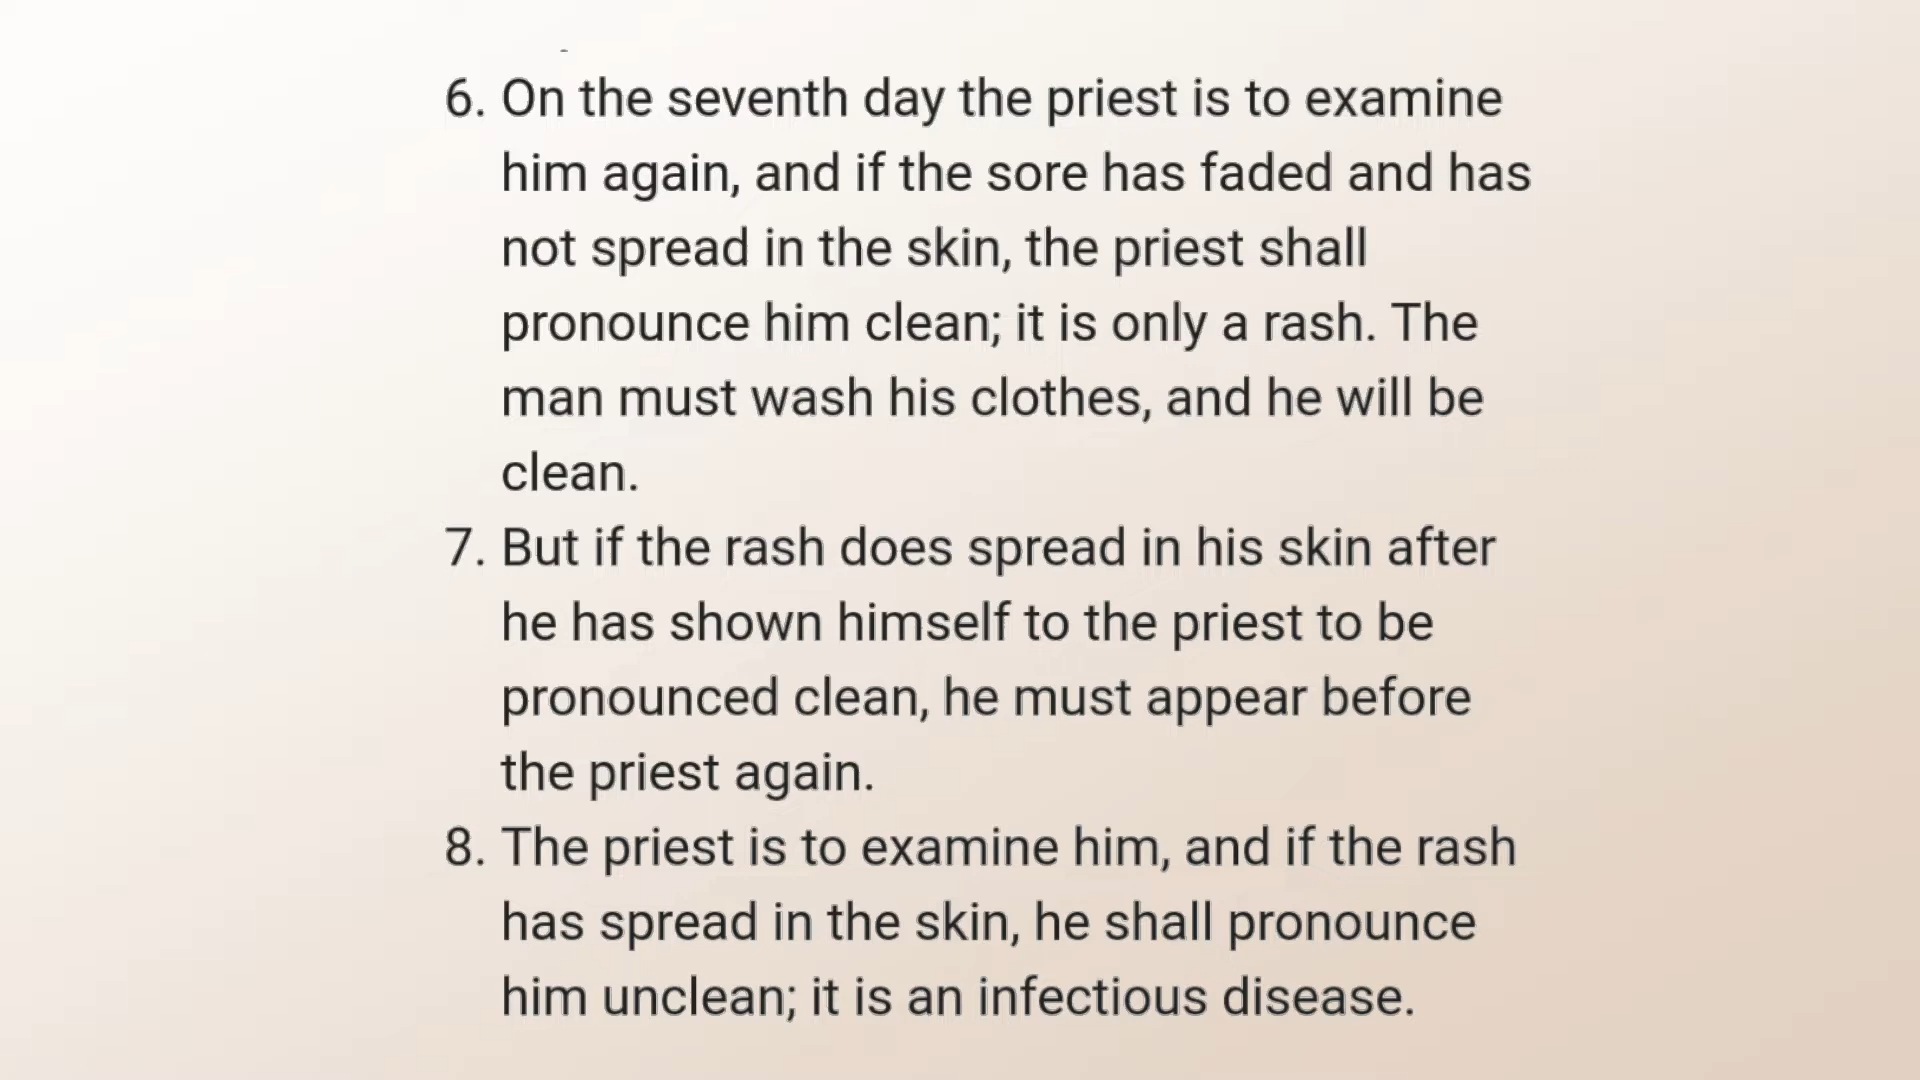 6. On the seventh day the priest is to examine
him again, and if the sore has faded and has
not spread in the skin, the priest shall
pronounce him clean; it is only a rash. The
man must wash his clothes, and he will be
clean.
7. But if the rash does spread in his skin after
he has shown himself to the priest to be
pronounced clean, he must appear before
the priest again.
8. The priest is to examine him, and if the rash
has spread in the skin, he shall pronounce
him unclean; it is an infectious disease.